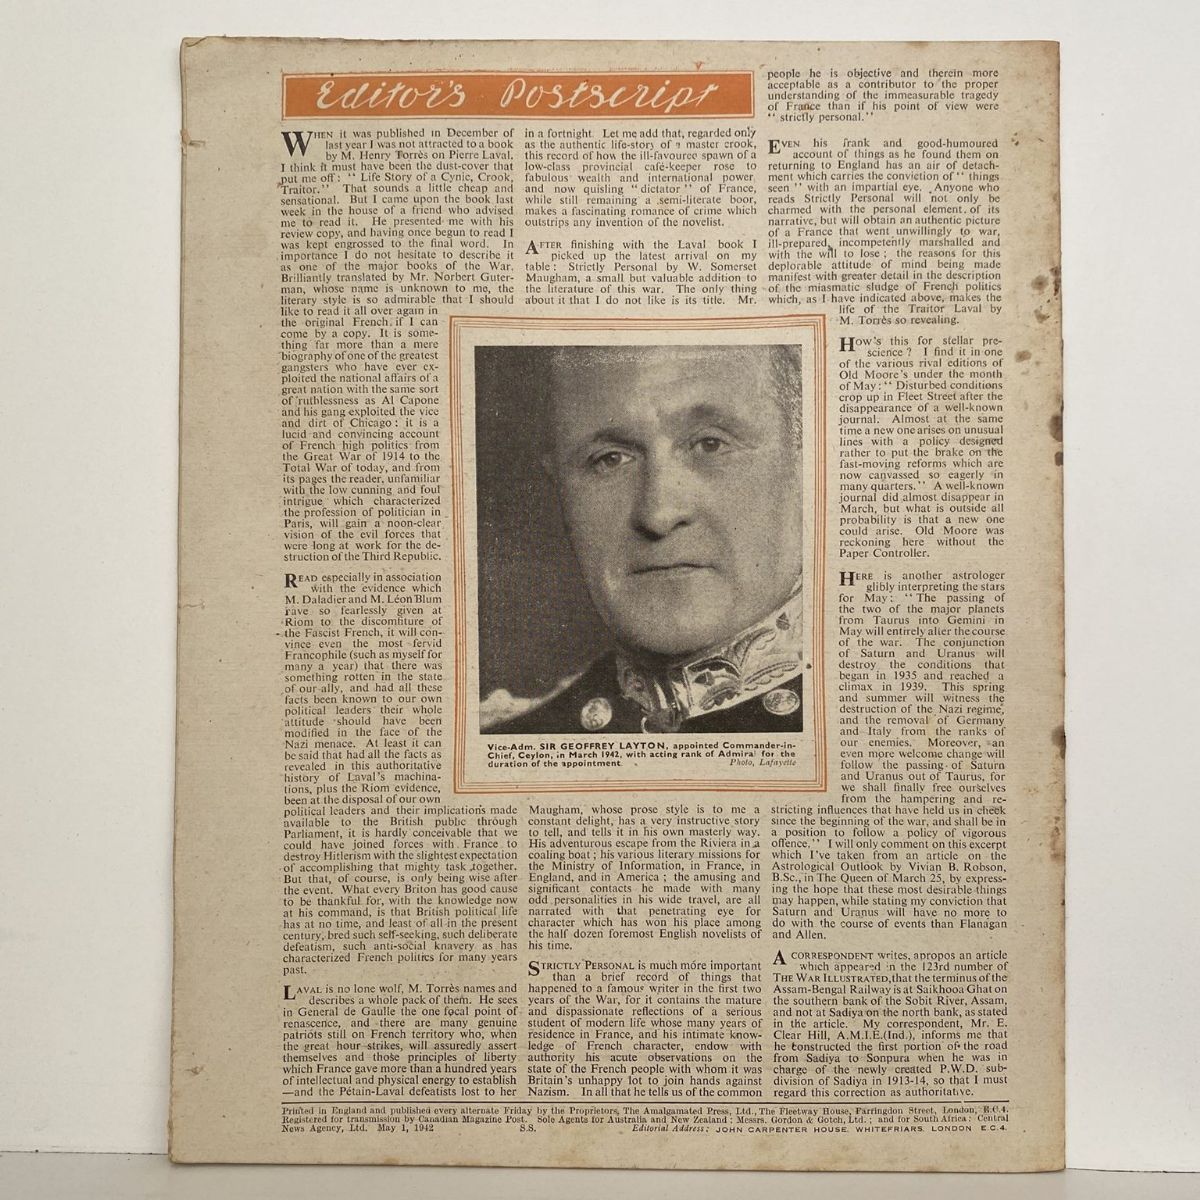 Editor's Postscript
WHEN it was published in December of
last year I was not attracted to a book
by M. Henry Torrès on Pierre Laval.
I think it must have been the dust-cover that
put me off: "Life Story of a Cynic, Crook,
Traitor." That sounds a little cheap and
sensational. But I came upon the book last
week in the house of a friend who advised
me to read it. He presented me with his
review copy, and having once begun to read I
was kept engrossed to the final word. In
importance I do not hesitate to describe it
as one of the major books of the War.
Brilliantly translated by Mr. Norbert Guter-
man, whose name is unknown to me, the
literary style is so admirable that I should
like to read it all over again in
the original French, if I can
come by a copy. It is some-
thing far more than a mere
biography of one of the greatest
gangsters who have ever ex-
ploited the national affairs of a
great nation with the same sort
of ruthlessness as Al Capone
and his gang exploited the vice
and dirt of Chicago: it is a
lucid and convincing account
of French high politics from
the Great War of 1914 to the
Total War of today, and from
its pages the reader, unfamiliar
with the low cunning and foul
intrigue which characterized
the profession of politician in
Paris, will gain a noon-clear
vision of the evil forces that
were long at work for the de-
struction of the Third Republic.
READ especially in association
with the evidence which
M. Daladier and M. Léon Blum
gave so fearlessly given at
Riom to the discomfiture of
the Fascist French, it will con-
vince even the most fervid
Francophile (such as myself for
many a year) that there was
something rotten in the state
of our ally, and had all these
facts been known to our own
political leaders their whole
attitude should have been
modified in the face of the
Nazi menace. At least it can
be said that had all the facts as
revealed in this authoritative
history of Laval's machina-
tions, plus the Riom evidence,
been at the disposal of our own
political leaders and their implications made
available to the British public through
Parliament, it is hardly conceivable that we
could have joined forces with France to
destroy Hitlerism with the slightest expectation
of accomplishing that mighty task together.
But that, of course, is only being wise after
the event. What every Briton has good cause
to be thankful for, with the knowledge now
at his command, is that British political life
has at no time, and least of all in the present
century, bred such self-seeking, such deliberate
defeatism, such anti-social knavery as has
characterized French politics for many years
past.
LAVAL is no lone wolf, M. Torrès names and
describes a whole pack of them. He sees
in General de Gaulle the one focal point of
renascence, and there are many genuine
patriots still on French territory who, when
the great hour strikes, will assuredly assert
themselves and those principles of liberty
which France gave more than a hundred years
of intellectual and physical energy to establish
—and the Pétain-Laval defeatists lost to her
in a fortnight. Let me add that, regarded only
as the authentic life-story of a master crook,
this record of how the ill-favoured spawn of a
low-class provincial café-keeper rose to
fabulous wealth and international power,
and now quisling "dictator" of France,
while still remaining a semi-literate boor,
makes a fascinating romance of crime which
outstrips any invention of the novelist.
AFTER finishing with the Laval book I
picked up the latest arrival on my
table: Strictly Personal by W. Somerset
Maugham, a small but valuable addition to
the literature of this war. The only thing
about it that I do not like is its title. Mr.
Vice-Adm. SIR GEOFFREY LAYTON, appointed Commander-in-
Chief, Ceylon, in March 1942, with acting rank of Admiral for the
duration of the appointment.
Photo, Lafayette
Maugham, whose prose style is to me a
constant delight, has a very instructive story
to tell, and tells it in his own masterly way.
His adventurous escape from the Riviera in a
coaling boat; his various literary missions for
the Ministry of Information, in France, in
England, and in America; the amusing and
significant contacts he made with many
odd personalities in his wide travel, are all
narrated with that penetrating eye for
character which has won his place among
the half dozen foremost English novelists of
his time.
STRICTLY PERSONAL is much more important
than a brief record of things that
happened to a famous writer in the first two
years of the War, for it contains the mature
and dispassionate reflections of a serious
student of modern life whose many years of
residence in France, and his intimate know-
ledge of French character, endow with
authority his acute observations on the
state of the French people with whom it was
Britain's unhappy lot to join hands against
Nazism. In all that he tells us of the common
people he is objective and therein more
acceptable as a contributor to the proper
understanding of the immeasurable tragedy
of France than if his point of view were
"strictly personal."
EVEN his frank and good-humoured
account of things as he found them on
returning to England has an air of detach-
ment which carries the conviction of "things
seen" with an impartial eye. Anyone who
reads Strictly Personal will not only be
charmed with the personal element of its
narrative, but will obtain an authentic picture
of a France that went unwillingly to war,
ill-prepared, incompetently marshalled and
with the will to lose; the reasons for this
deplorable attitude of mind being made
manifest with greater detail in the description
of the miasmatic sludge of French politics
which, as I have indicated above, makes the
life of the Traitor Laval by
M. Torrès so revealing.
HOW'S this for stellar pre-
science? I find it in one
of the various rival editions of
Old Moore's under the month
of May: "Disturbed conditions
crop up in Fleet Street after the
disappearance of a well-known
journal. Almost at the same
time a new one arises on unusual
lines with a policy designed
rather to put the brake on the
fast-moving reforms which are
now canvassed so eagerly in
many quarters." A well-known
journal did almost disappear in
March, but what is outside all
probability is that a new one
could arise. Old Moore was
reckoning here without the
Paper Controller.
HERE is another astrologer
glibly interpreting the stars
for May: "The passing of
the two of the major planets
from Taurus into Gemini in
May will entirely alter the course
of the war. The conjunction
of Saturn and Uranus will
destroy the conditions that
began in 1935 and reached a
climax in 1939. This spring
and summer will witness the
destruction of the Nazi regime,
and the removal of Germany
and Italy from the ranks of
our enemies. Moreover, an
even more welcome change will
follow the passing of Saturn
and Uranus out of Taurus, for
we shall finally free ourselves
from the hampering and re-
stricting influences that have held us in check
since the beginning of the war, and shall be in
a position to follow a policy of vigorous
offence." I will only comment on this excerpt
which I've taken from an article on the
Astrological Outlook by Vivian B. Robson,
B.Sc., in The Queen of March 25, by express-
ing the hope that these most desirable things
may happen, while stating my conviction that
Saturn and Uranus will have no more to
do with the course of events than Flanagan
and Allen.
A CORRESPONDENT writes, apropos an article
which appeared in the 123rd number of
THE WAR ILLUSTRATED, that the terminus of the
Assam-Bengal Railway is at Saikhooa Ghat on
the southern bank of the Sobit River, Assam,
and not at Sadiya on the north bank, as stated
in the article. My correspondent, Mr. E.
Clear Hill, A.M.I.E.(Ind.), informs me that
he constructed the first portion of the road
from Sadiya to Sonpura when he was in
charge of the newly created P.W.D. sub-
division of Sadiya in 1913-14, so that I must
regard this correction as authoritative.
Printed in England and published every alternate Friday by the Proprietors, The Amalgamated Press, Ltd., The Fleetway House, Farringdon Street, London, E.C.4.
Registered for transmission by Canadian Magazine Post. Sole Agents for Australia and New Zealand: Messrs. Gordon & Gotch, Ltd.; and for South Africa: Central
News Agency, Ltd. May 1, 1942 S.S. Editorial Address: JOHN CARPENTER HOUSE, WHITEFRIARS, LONDON E.C.4.